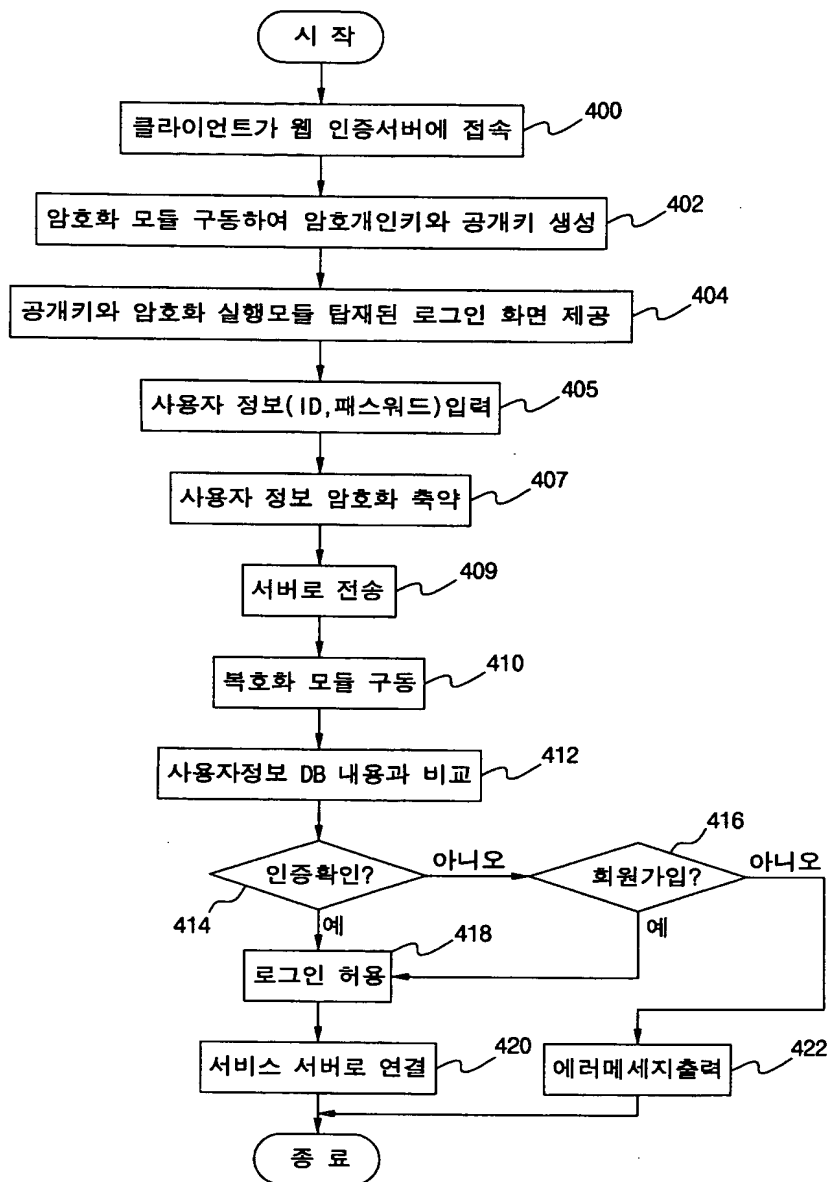 시 작
클라이언트가 웹 인증서버에 접속
400
암호화 모듈 구동하여 암호개인키와 공개키 생성
402
공개키와 암호화 실행모듈 탑재된 로그인 화면 제공
404
사용자 정보(ID,패스워드)입력
405
사용자 정보 암호화 축약
407
서버로 전송
409
복호화 모듈 구동
410
사용자정보 DB 내용과 비교
412
인증확인?
414
아니오
회원가입?
416
아니오
예
예
로그인 허용
418
서비스 서버로 연결
420
에러메세지출력
422
종 료